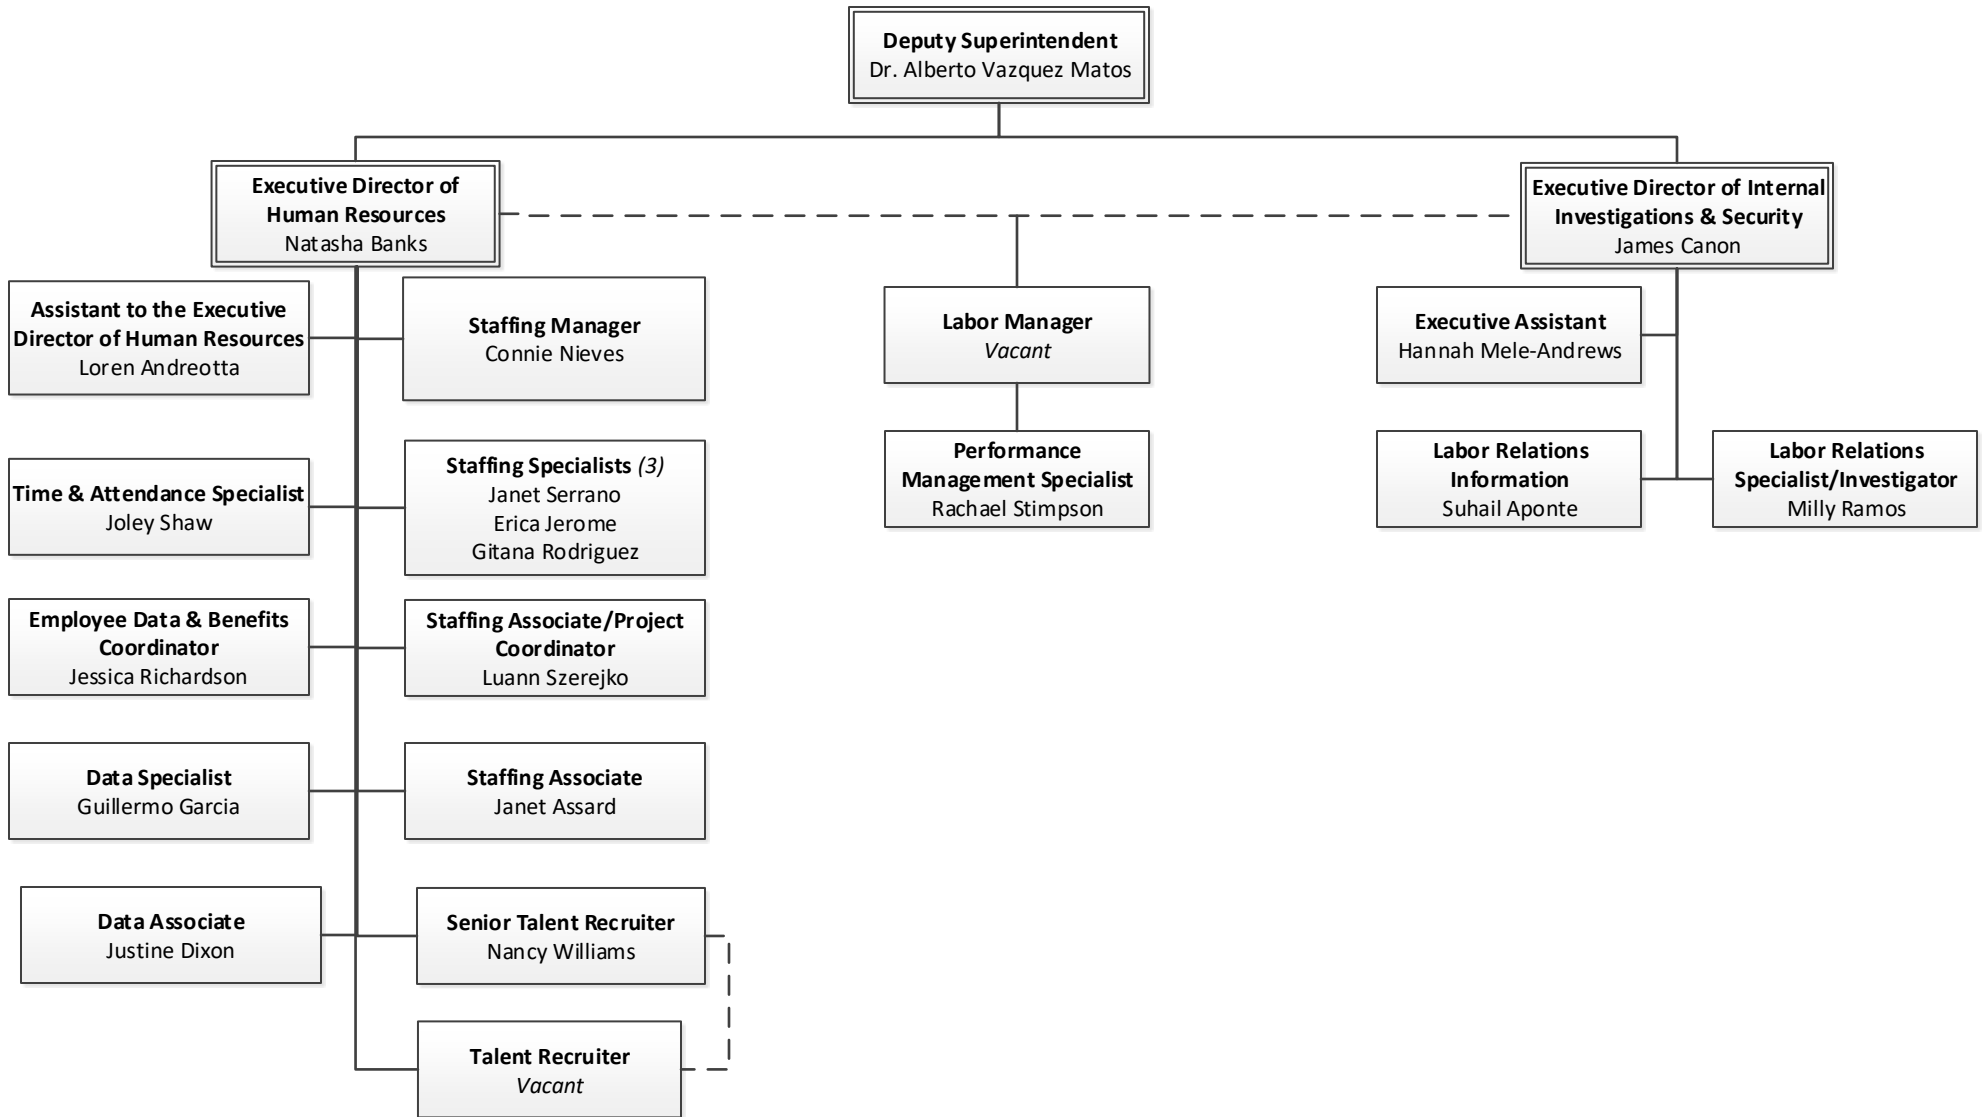 Deputy Superintendent
Dr. Alberto Vazquez Matos
Executive Director of
Human Resources
Natasha Banks
Executive Director of Internal
Investigations & Security
James Canon
Assistant to the Executive
Director of Human Resources
Loren Andreotta
Staffing Manager
Connie Nieves
Labor Manager
Vacant
Executive Assistant
Hannah Mele-Andrews
Time & Attendance Specialist
Joley Shaw
Staffing Specialists (3)
Janet Serrano
Erica Jerome
Gitana Rodriguez
Performance
Management Specialist
Rachael Stimpson
Labor Relations
Information
Suhail Aponte
Labor Relations
Specialist/Investigator
Milly Ramos
Employee Data & Benefits
Coordinator
Jessica Richardson
Staffing Associate/Project
Coordinator
Luann Szerejko
Data Specialist
Guillermo Garcia
Staffing Associate
Janet Assard
Data Associate
Justine Dixon
Senior Talent Recruiter
Nancy Williams
Talent Recruiter
Vacant